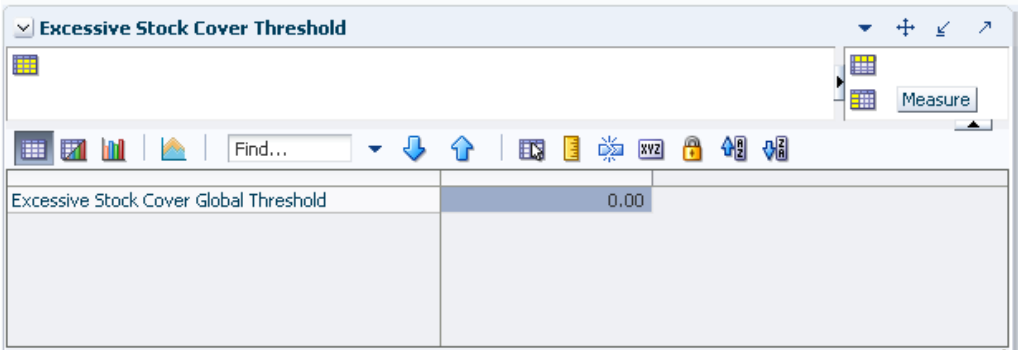 Excessive Stock Cover Threshold
Measure
Find...
XYZ
A
Z
Z
A
Excessive Stock Cover Global Threshold 0.00